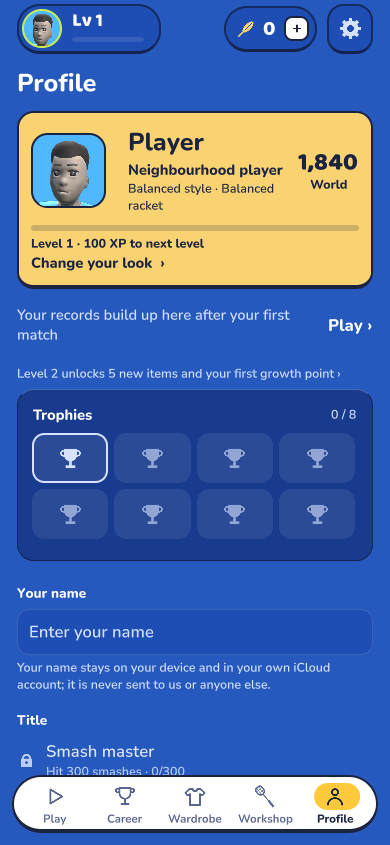 Lv 1
0
+
Profile
Player
Neighbourhood player
Balanced style · Balanced
racket
1,840
World
Level 1 · 100 XP to next level
Change your look ›
Your records build up here after your first
match
Play ›
Level 2 unlocks 5 new items and your first growth point ›
Trophies
0 / 8
Your name
Enter your name
Your name stays on your device and in your own iCloud
account; it is never sent to us or anyone else.
Title
Smash master
Hit 300 smashes · 0/300
Play
Career
Wardrobe
Workshop
Profile